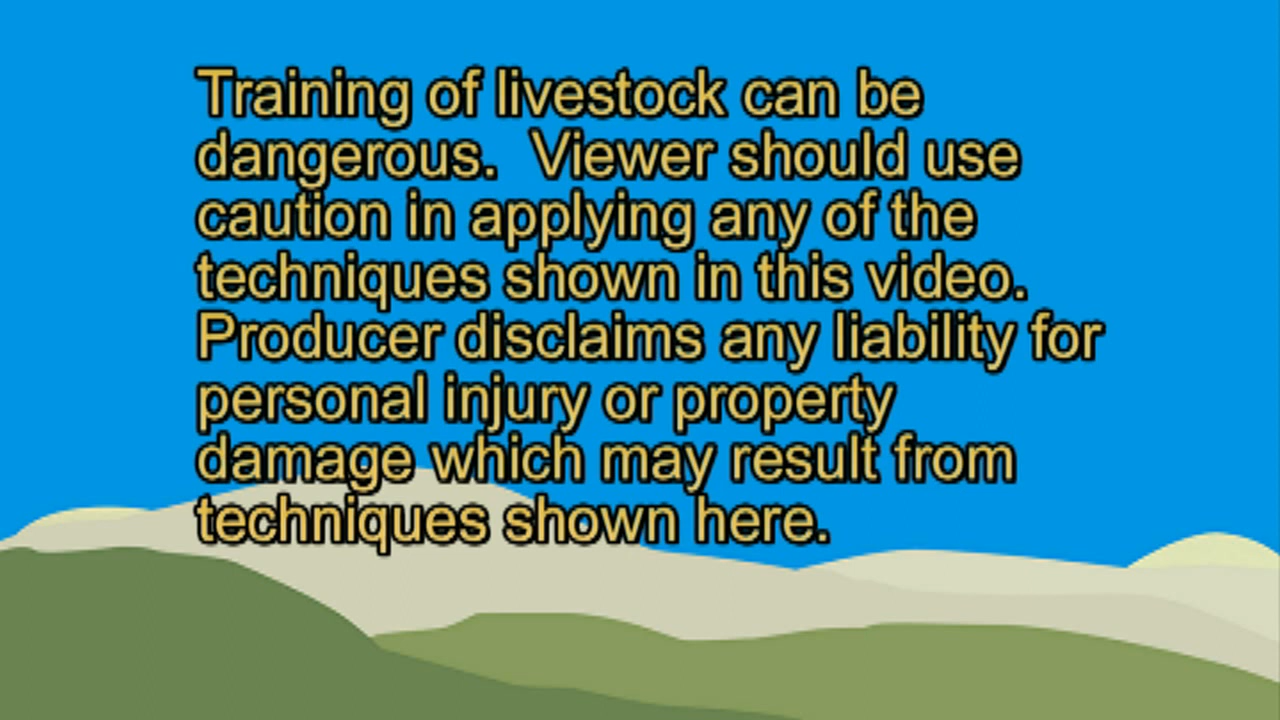 Training of livestock can be
dangerous.  Viewer should use
caution in applying any of the
techniques shown in this video.
Producer disclaims any liability for
personal injury or property
damage which may result from
techniques shown here.